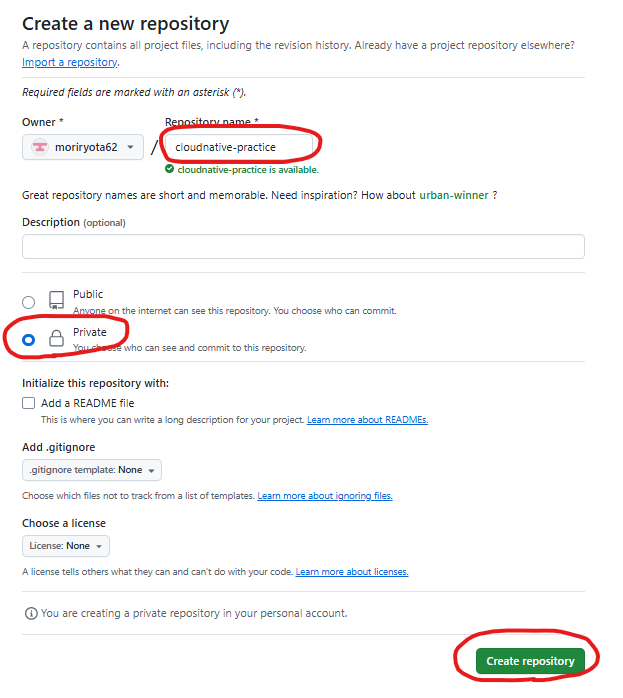 Create a new repository
A repository contains all project files, including the revision history. Already have a project repository elsewhere?
Import a repository.
Required fields are marked with an asterisk (*).
Owner *
Repository name *
moriryota62
/
cloudnative-practice
cloudnative-practice is available.
Great repository names are short and memorable. Need inspiration? How about urban-winner ?
Description (optional)
Public
Anyone on the internet can see this repository. You choose who can commit.
Private
You choose who can see and commit to this repository.
Initialize this repository with:
Add a README file
This is where you can write a long description for your project. Learn more about READMEs.
Add .gitignore
.gitignore template: None
Choose which files not to track from a list of templates. Learn more about ignoring files.
Choose a license
License: None
A license tells others what they can and can't do with your code. Learn more about licenses.
You are creating a private repository in your personal account.
Create repository